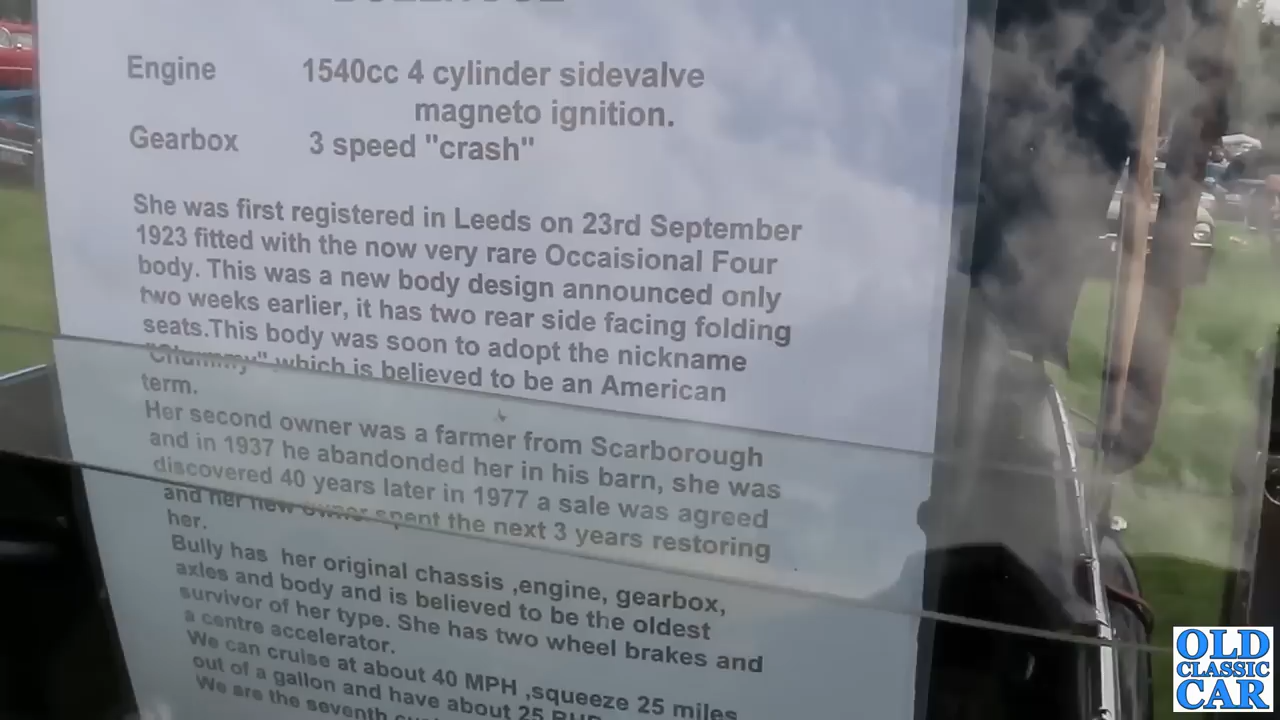 Engine 1540cc 4 cylinder sidevalve
magneto ignition.
Gearbox 3 speed "crash"
She was first registered in Leeds on 23rd September
1923 fitted with the now very rare Occaisional Four
body. This was a new body design announced only
two weeks earlier, it has two rear side facing folding
seats.This body was soon to adopt the nickname
"Chummy" ,which is believed to be an American
term.
Her second owner was a farmer from Scarborough
and in 1937 he abandonded her in his barn, she was
discovered 40 years later in 1977 a sale was agreed
and her new owner spent the next 3 years restoring
her.
Bully has her original chassis ,engine, gearbox,
axles and body and is believed to be the oldest
survivor of her type. She has two wheel brakes and
a centre accelerator.
We can cruise at about 40 MPH ,squeeze 25 miles
out of a gallon and have about 25
We are the seventh
OLD
CLASSIC
CAR